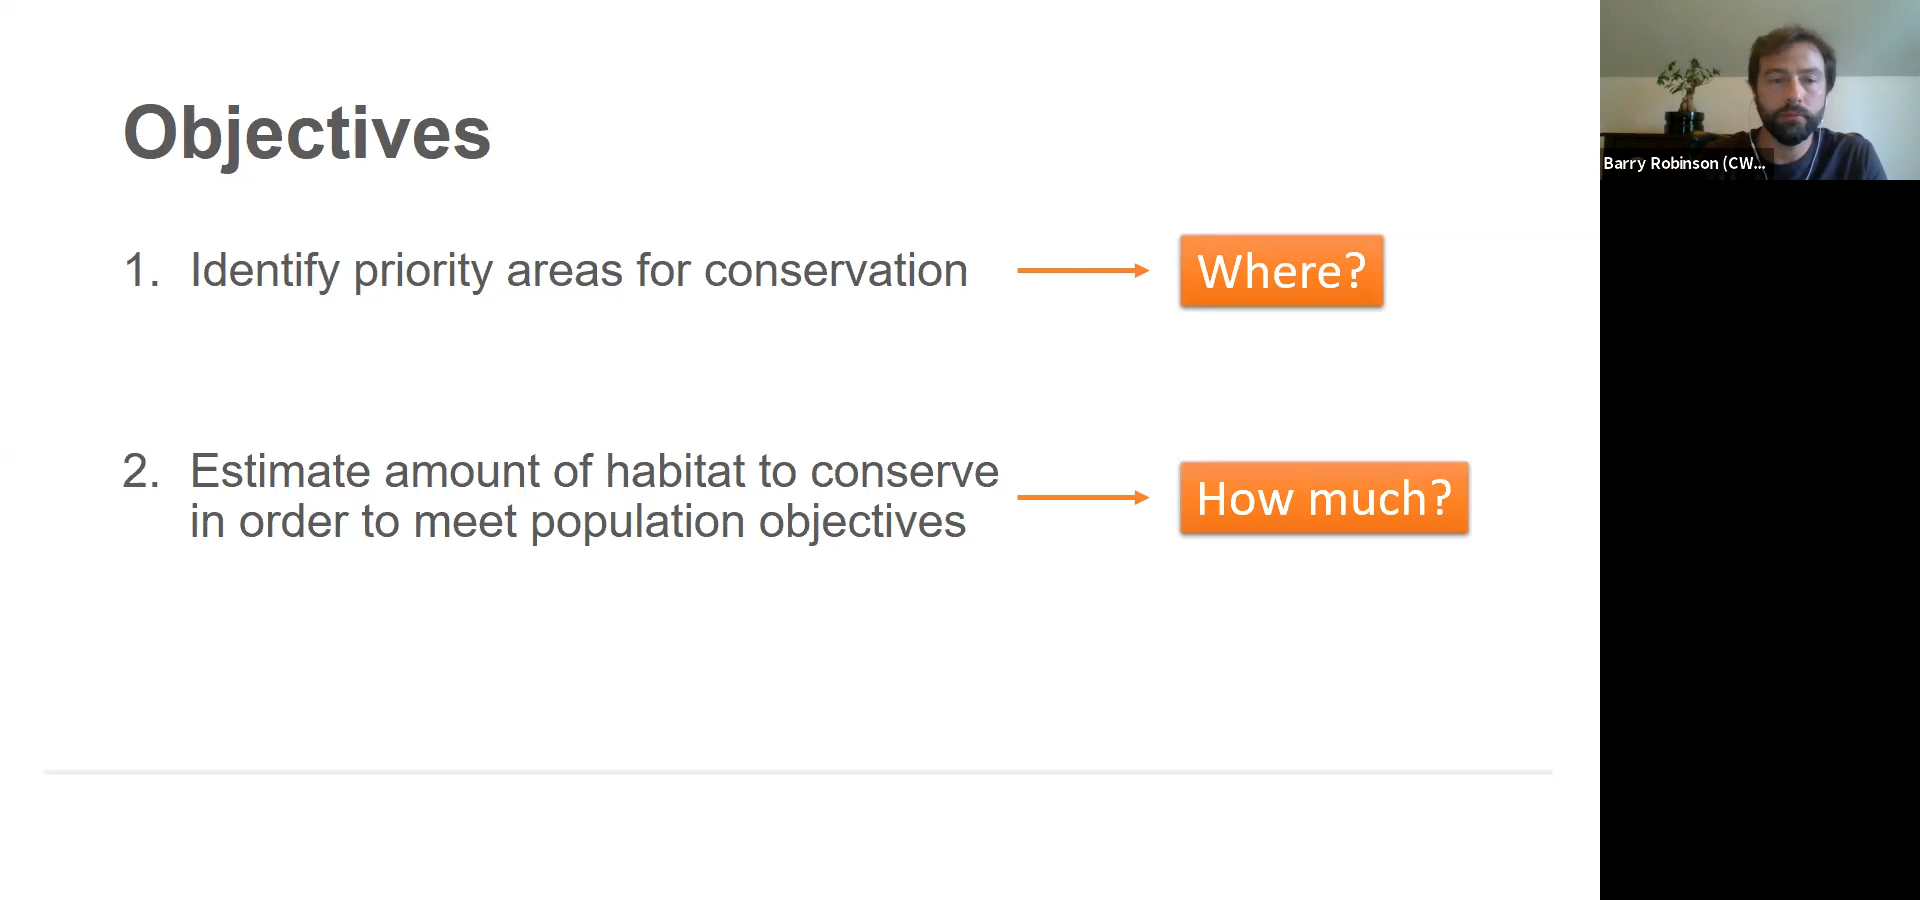 Objectives
1. Identify priority areas for conservation
Where?
2. Estimate amount of habitat to conserve
in order to meet population objectives
How much?
Barry Robinson (CW...